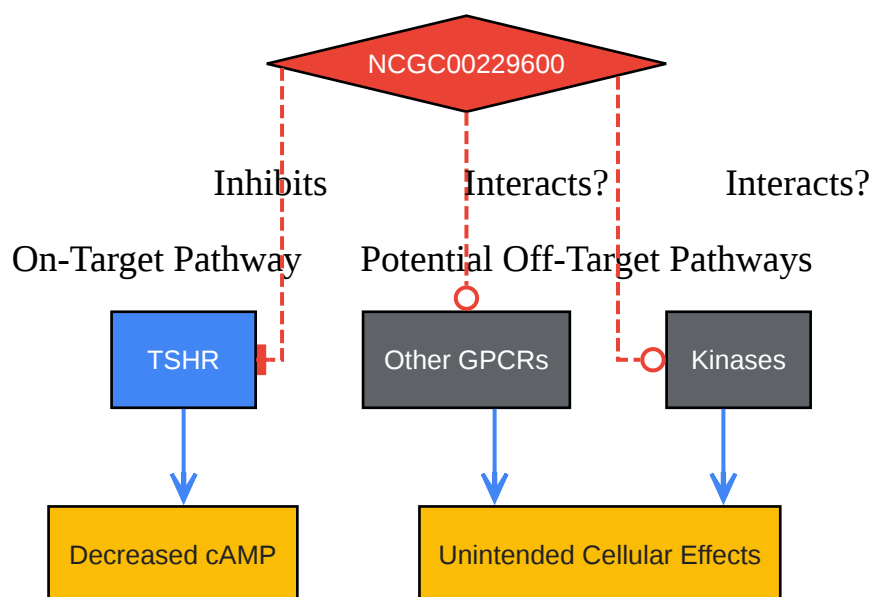 NCGC00229600
Inhibits
Interacts?
Interacts?
On-Target Pathway
Potential Off-Target Pathways
TSHR
Other GPCRs
Kinases
Decreased cAMP
Unintended Cellular Effects